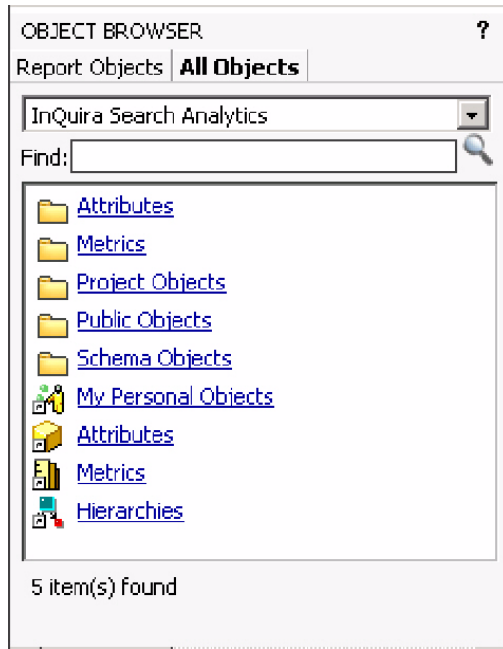 OBJECT BROWSER ?
Report Objects All Objects
InQuira Search Analytics
Find:
Attributes
Metrics
Project Objects
Public Objects
Schema Objects
My Personal Objects
Attributes
Metrics
Hierarchies
5 item(s) found